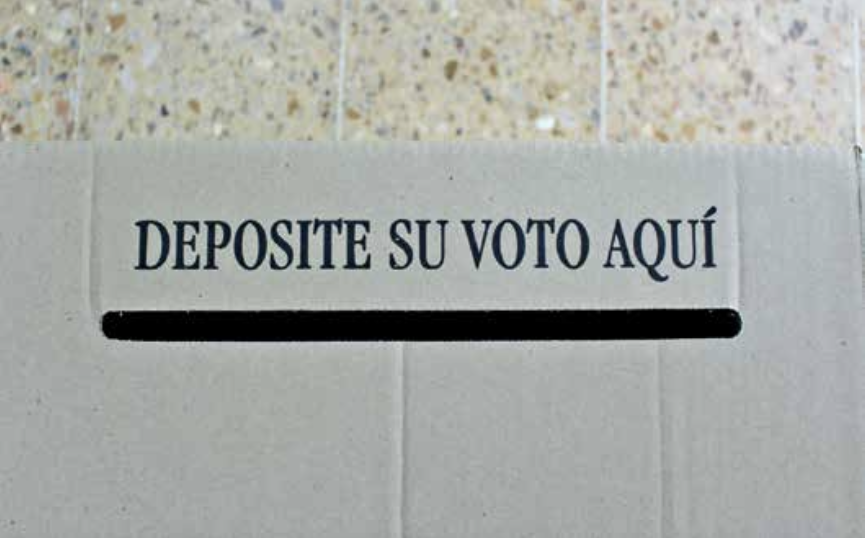 DEPOSITE SU VOTO AQUÍ